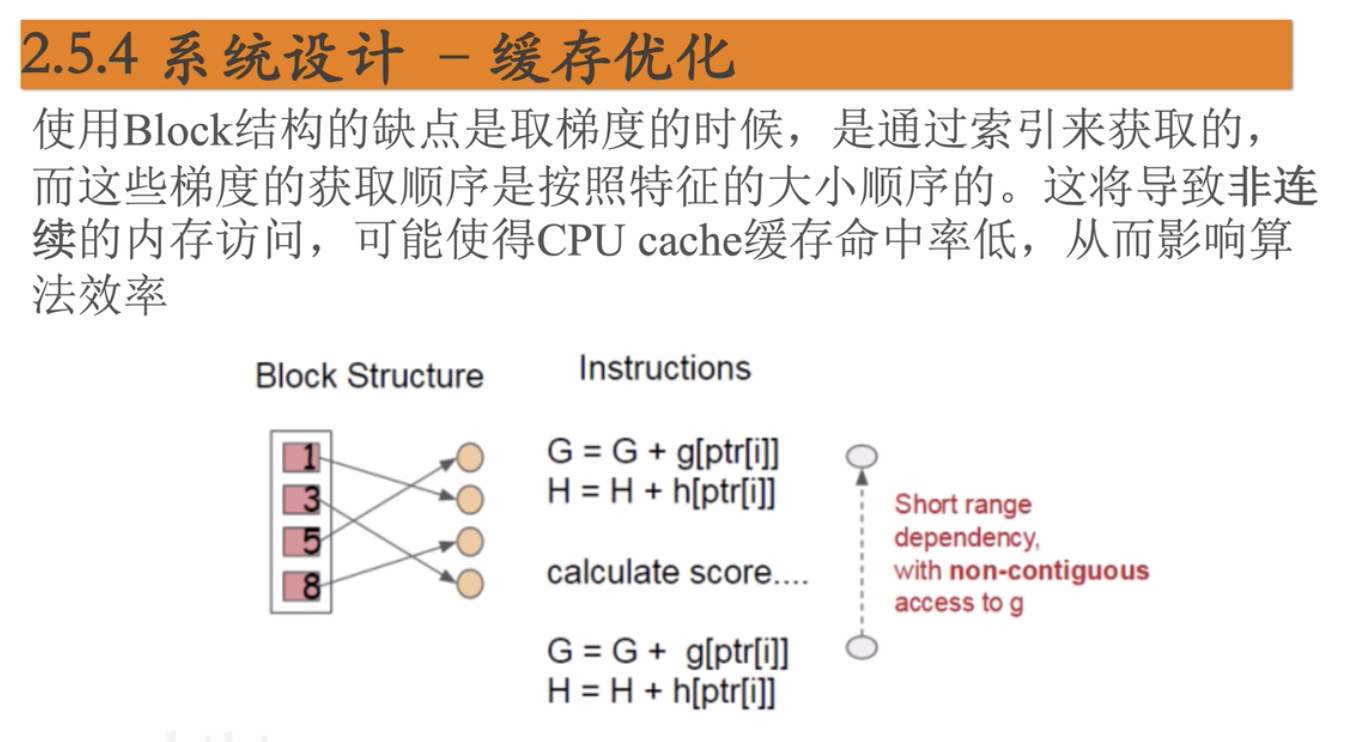 2.5.4 系统设计 – 缓存优化
使用Block结构的缺点是取梯度的时候，是通过索引来获取的，
而这些梯度的获取顺序是按照特征的大小顺序的。这将导致非连
续的内存访问，可能使得CPU cache缓存命中率低，从而影响算
法效率
Block Structure
Instructions
1
3
5
8
G = G + g[ptr[i]]
H = H + h[ptr[i]]
calculate score....
G = G + g[ptr[i]]
H = H + h[ptr[i]]
Short range
dependency,
with non-contiguous
access to g